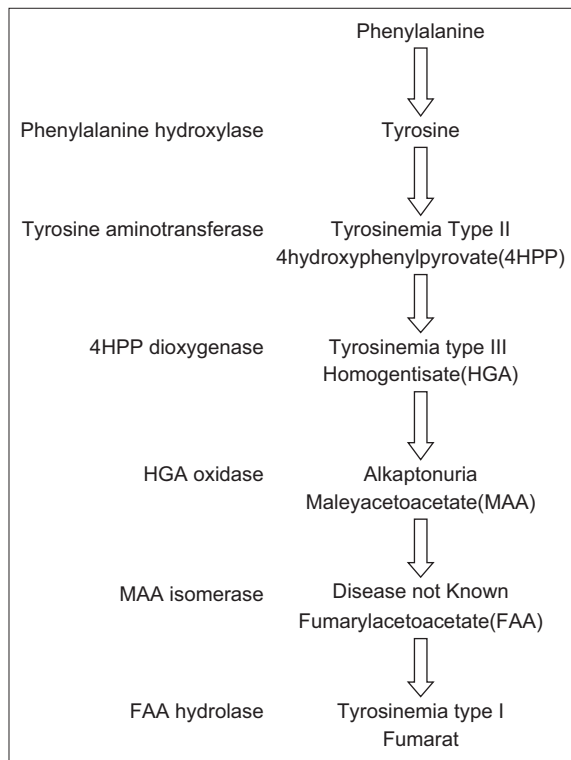 Phenylalanine
Phenylalanine hydroxylase
Tyrosine
Tyrosine aminotransferase
Tyrosinemia Type II
4hydroxyphenylpyrovate(4HPP)
4HPP dioxygenase
Tyrosinemia type III
Homogentisate(HGA)
HGA oxidase
Alkaptonuria
Maleyacetoacetate(MAA)
MAA isomerase
Disease not Known
Fumarylacetoacetate(FAA)
FAA hydrolase
Tyrosinemia type I
Fumarat